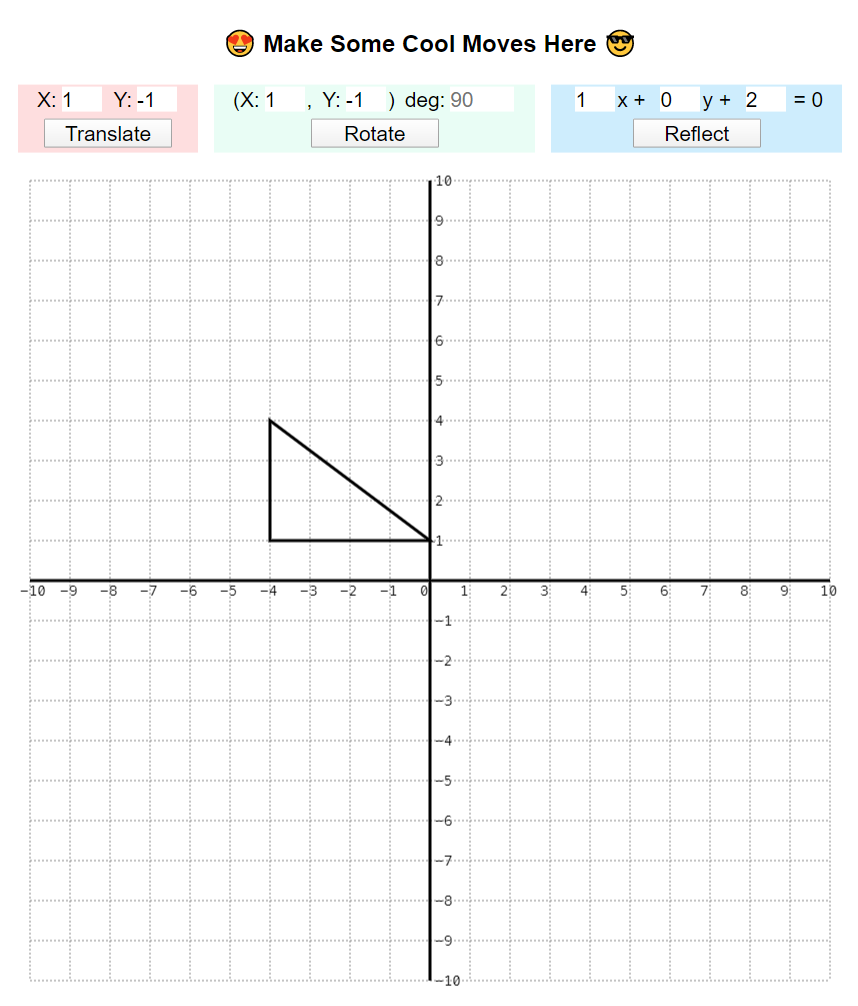 😍 Make Some Cool Moves Here 😎
X: 1 Y: -1
Translate
(X: 1 , Y: -1 ) deg: 90
Rotate
1 x + 0 y + 2 = 0
Reflect
10
9
8
7
6
5
4
3
2
1
-10 -9 -8 -7 -6 -5 -4 -3 -2 -1 0 1 2 3 4 5 6 7 8 9 10
-1
-2
-3
-4
-5
-6
-7
-8
-9
-10